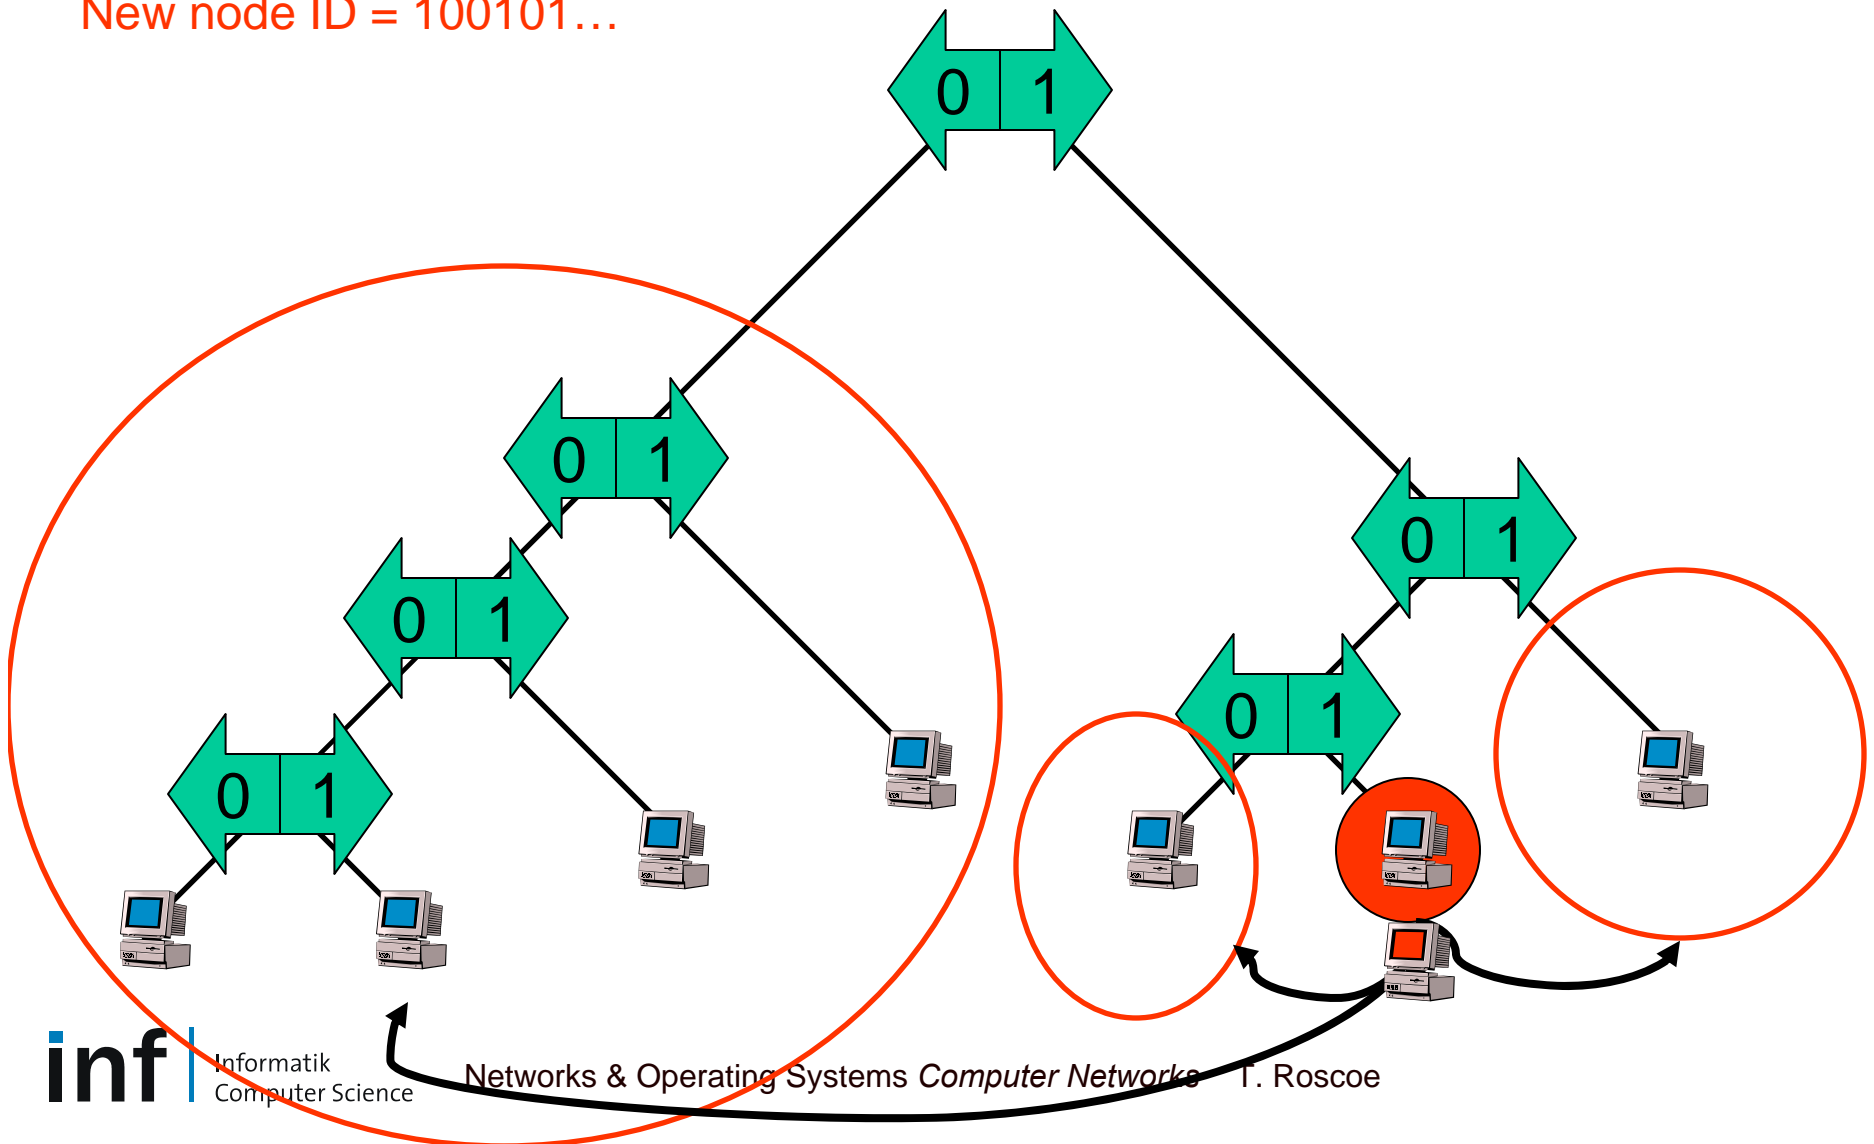 New node ID = 100101…
0 1
0 1
0 1
0 1
0 1
0 1
inf
Informatik
Computer Science
Networks & Operating Systems Computer Networks T. Roscoe